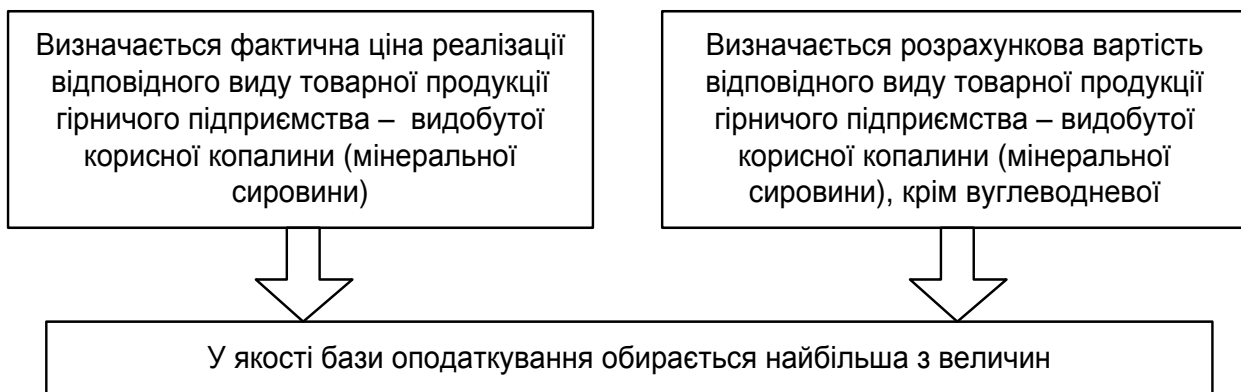 Визначається фактична ціна реалізації
відповідного виду товарної продукції
гірничого підприємства – видобутої
корисної копалини (мінеральної
сировини)
Визначається розрахункова вартість
відповідного виду товарної продукції
гірничого підприємства – видобутої
корисної копалини (мінеральної
сировини), крім вуглеводневої
У якості бази оподаткування обирається найбільша з величин